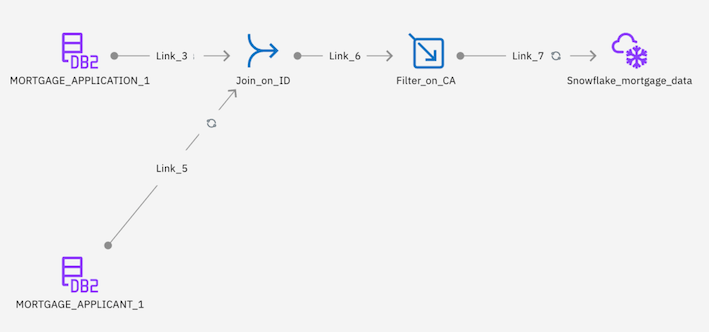 DB2
MORTGAGE_APPLICATION_1
Link_3
Join_on_ID
Link_6
Filter_on_CA
Link_7
Snowflake_mortgage_data
Link_5
DB2
MORTGAGE_APPLICANT_1